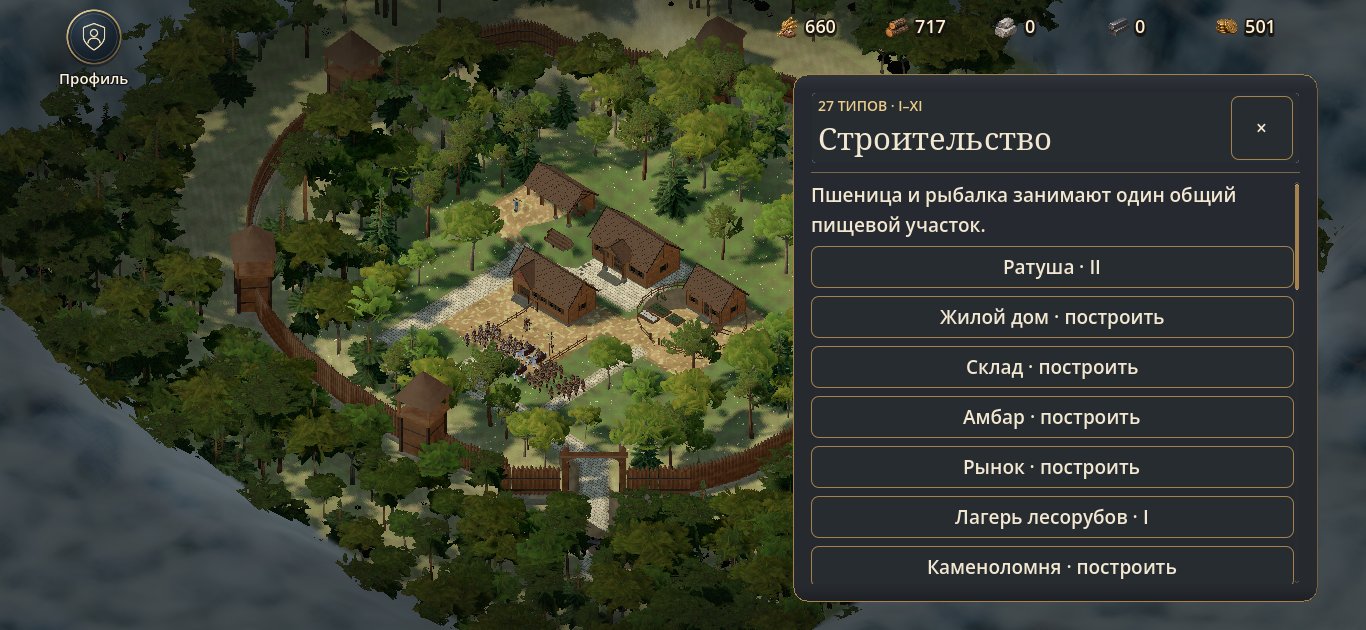 660
717
0
0
501
Профиль
27 ТИПОВ · I–XI
Строительство
×
Пшеница и рыбалка занимают один общий
пищевой участок.
Ратуша · II
Жилой дом · построить
Склад · построить
Амбар · построить
Рынок · построить
Лагерь лесорубов · I
Каменоломня · построить